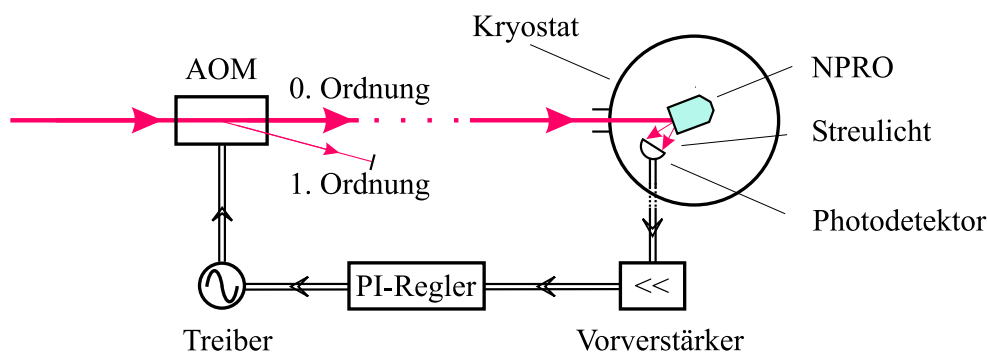 Kryostat
AOM
NPRO
0. Ordnung
Streulicht
1. Ordnung
Photodetektor
PI-Regler
<<
Treiber
Vorverstärker